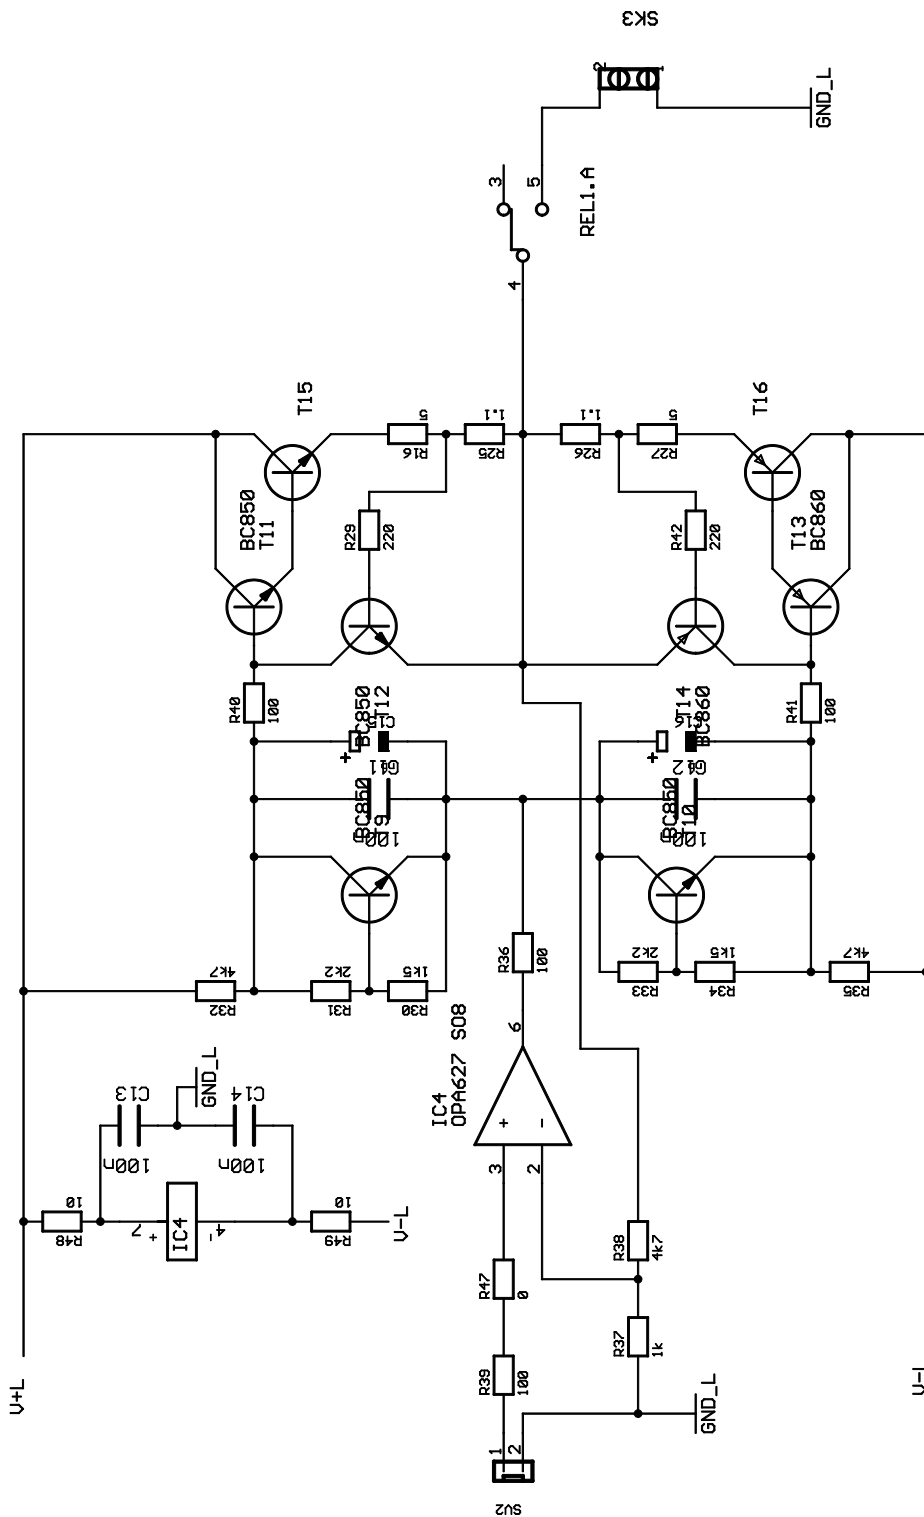 SK3
2
1
GND_L
3
5
REL1.A
4
T15
5
R16
1.1
R25
1.1
R26
5
R27
T16
BC850
T11
R29
220
R42
220
T13
BC860
R40
100
BC850
T12
C15
+
T14
BC860
C16
+
R41
100
C11
100n
BC850
T9
C12
100n
BC850
T10
4k7
R32
2k2
R31
1k5
R30
R36
100
2k2
R33
1k5
R34
4k7
R35
6
IC4
OPA627 SO8
+
-
3
2
C13
100n
GND_L
C14
100n
10
R48
7
+
IC4
-
4
10
R49
V-L
R47
0
R38
4k7
R39
100
R37
1k
V+L
GND_L
1
2
SV2
V-L